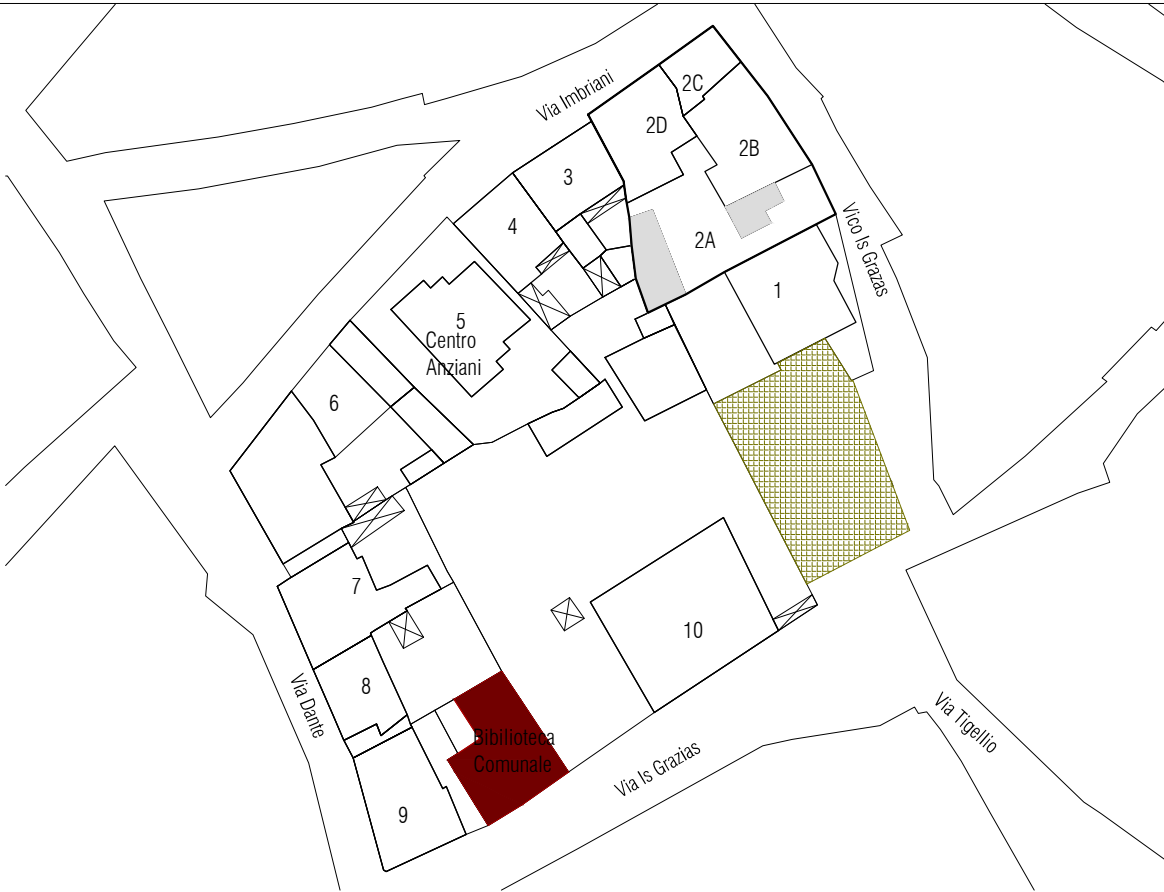 Via Imbriani
2C
2D
2B
3
4
2A
Vico Is Grazas
1
5
Centro
Anziani
6
7
10
8
Via Dante
Bibilioteca
Comunale
Via Is Grazias
Via Tigellio
9